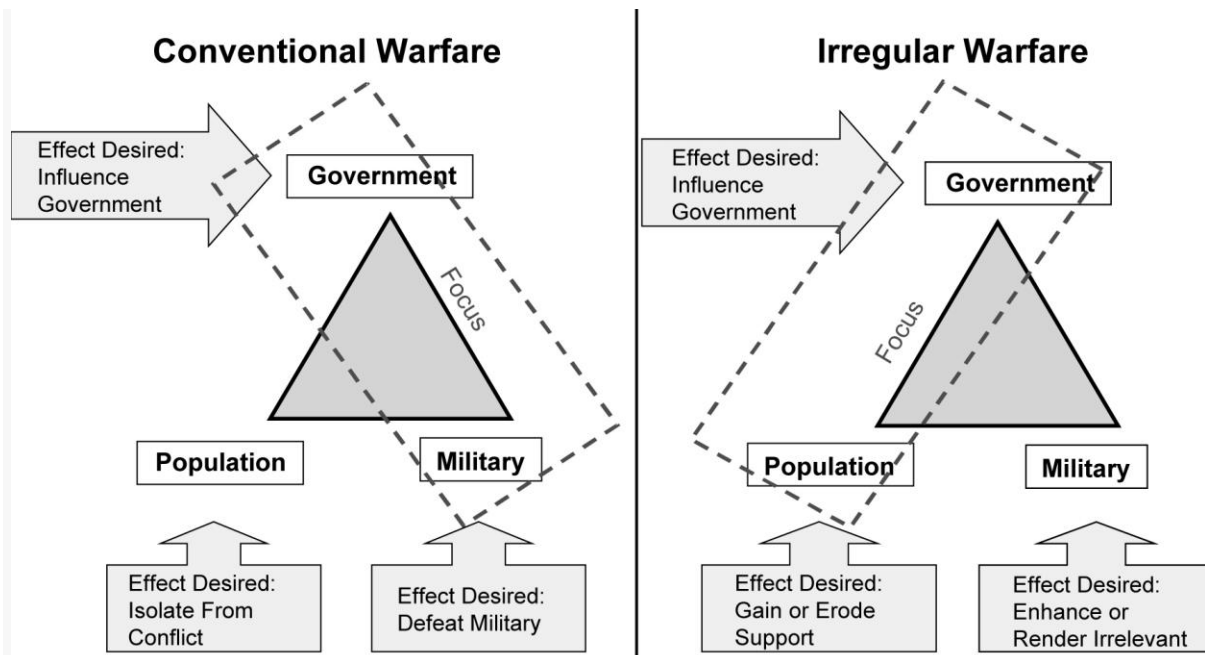 Conventional Warfare
Effect Desired:
Influence
Government
Government
Focus
Population
Military
Effect Desired:
Isolate From
Conflict
Effect Desired:
Defeat Military
Irregular Warfare
Effect Desired:
Influence
Government
Government
Focus
Population
Military
Effect Desired:
Gain or Erode
Support
Effect Desired:
Enhance or
Render Irrelevant